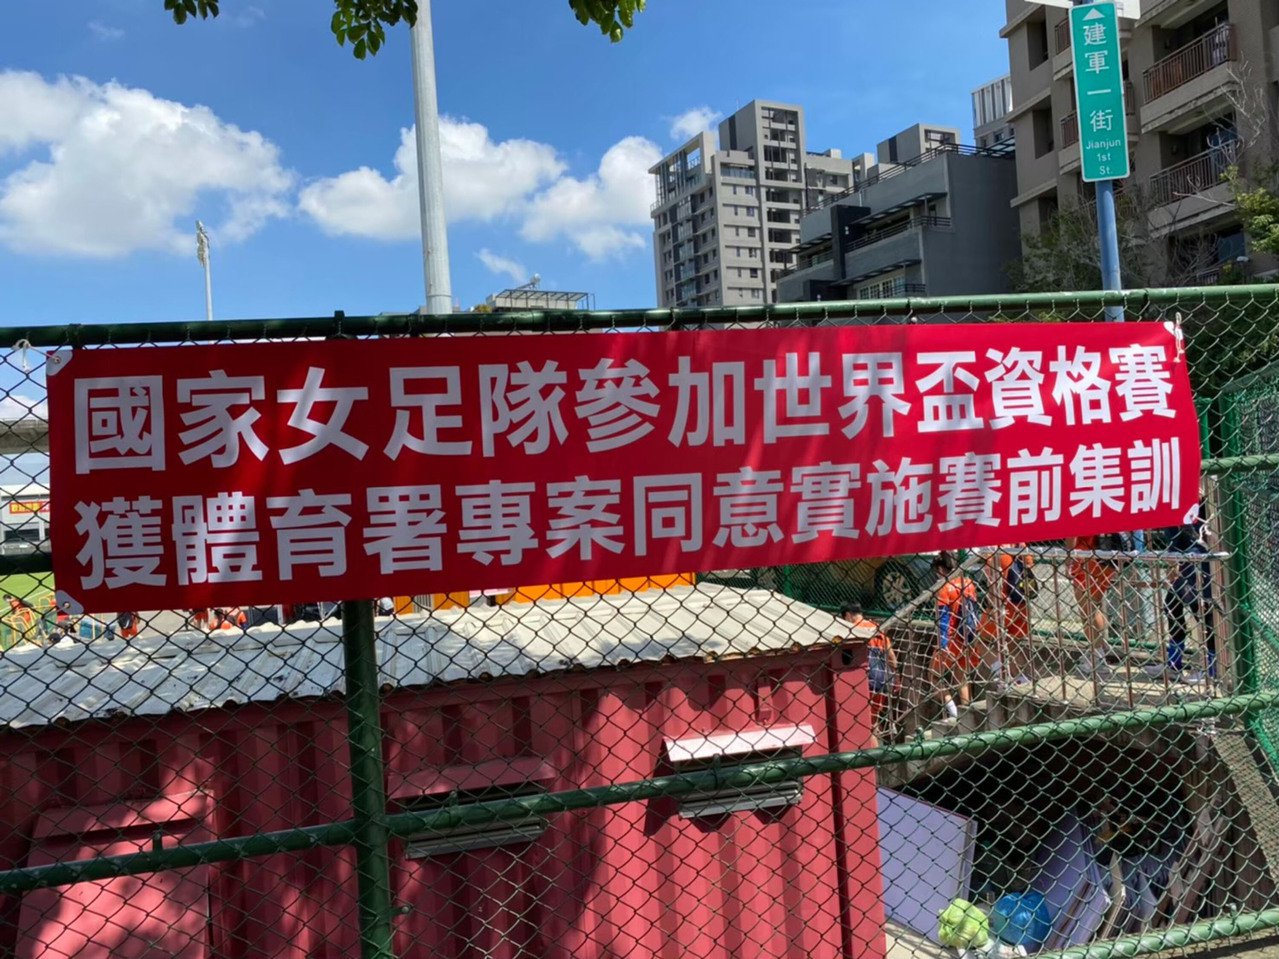 國家女足隊參加世界盃資格賽
獲體育署專案同意實施賽前集訓
建軍一街
Jianjun
1st
St.